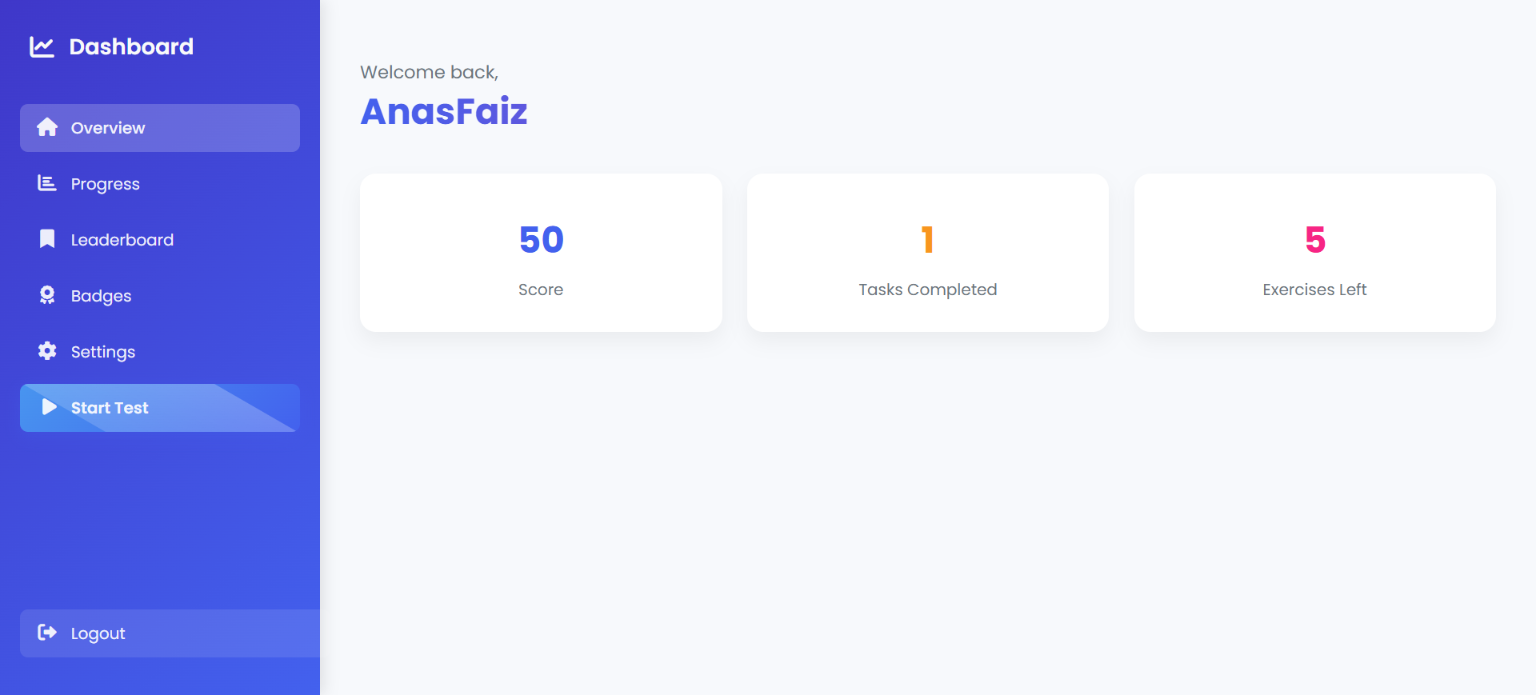 Dashboard
Overview
Progress
Leaderboard
Badges
Settings
Start Test
Logout
Welcome back,
AnasFaiz
50
Score
1
Tasks Completed
5
Exercises Left